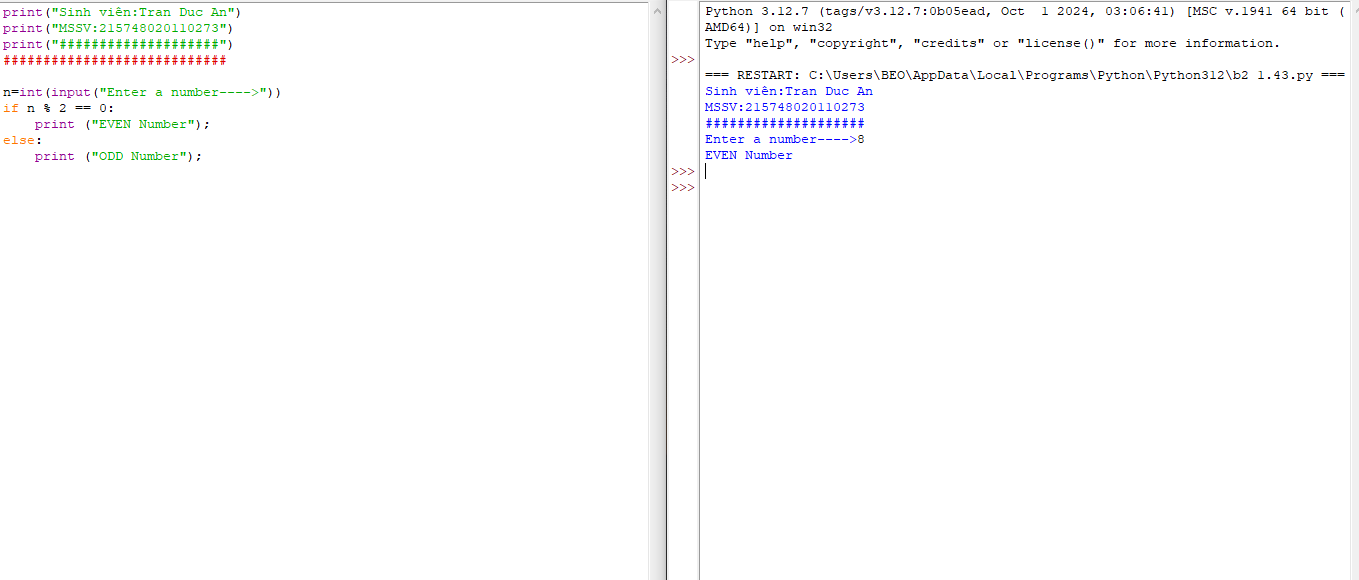 print("Sinh viên:Tran Duc An")
print("MSSV:215748020110273")
print("####################")
############################
n=int(input("Enter a number---->"))
if n % 2 == 0:
    print ("EVEN Number");
else:
    print ("ODD Number");
Python 3.12.7 (tags/v3.12.7:0b05ead, Oct  1 2024, 03:06:41) [MSC v.1941 64 bit (
AMD64)] on win32
Type "help", "copyright", "credits" or "license()" for more information.
>>>
=== RESTART: C:\Users\BEO\AppData\Local\Programs\Python\Python312\b2 1.43.py ===
Sinh viên:Tran Duc An
MSSV:215748020110273
####################
Enter a number---->8
EVEN Number
>>>
>>>